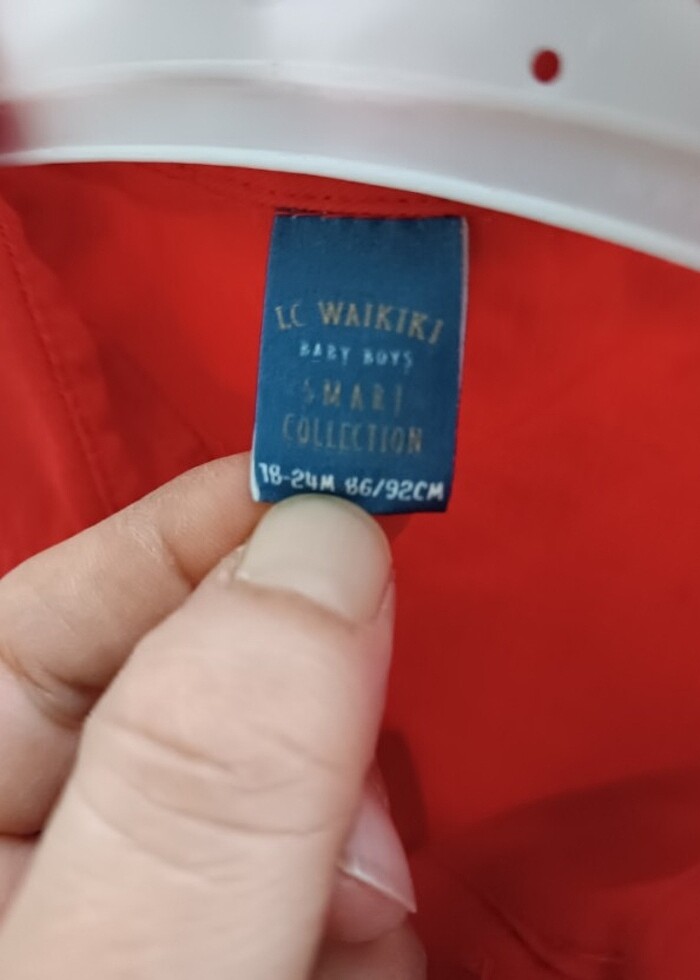 LC WAIKIKI
BABY BOYS
SMART
COLLECTION
18-24M 86/92CM